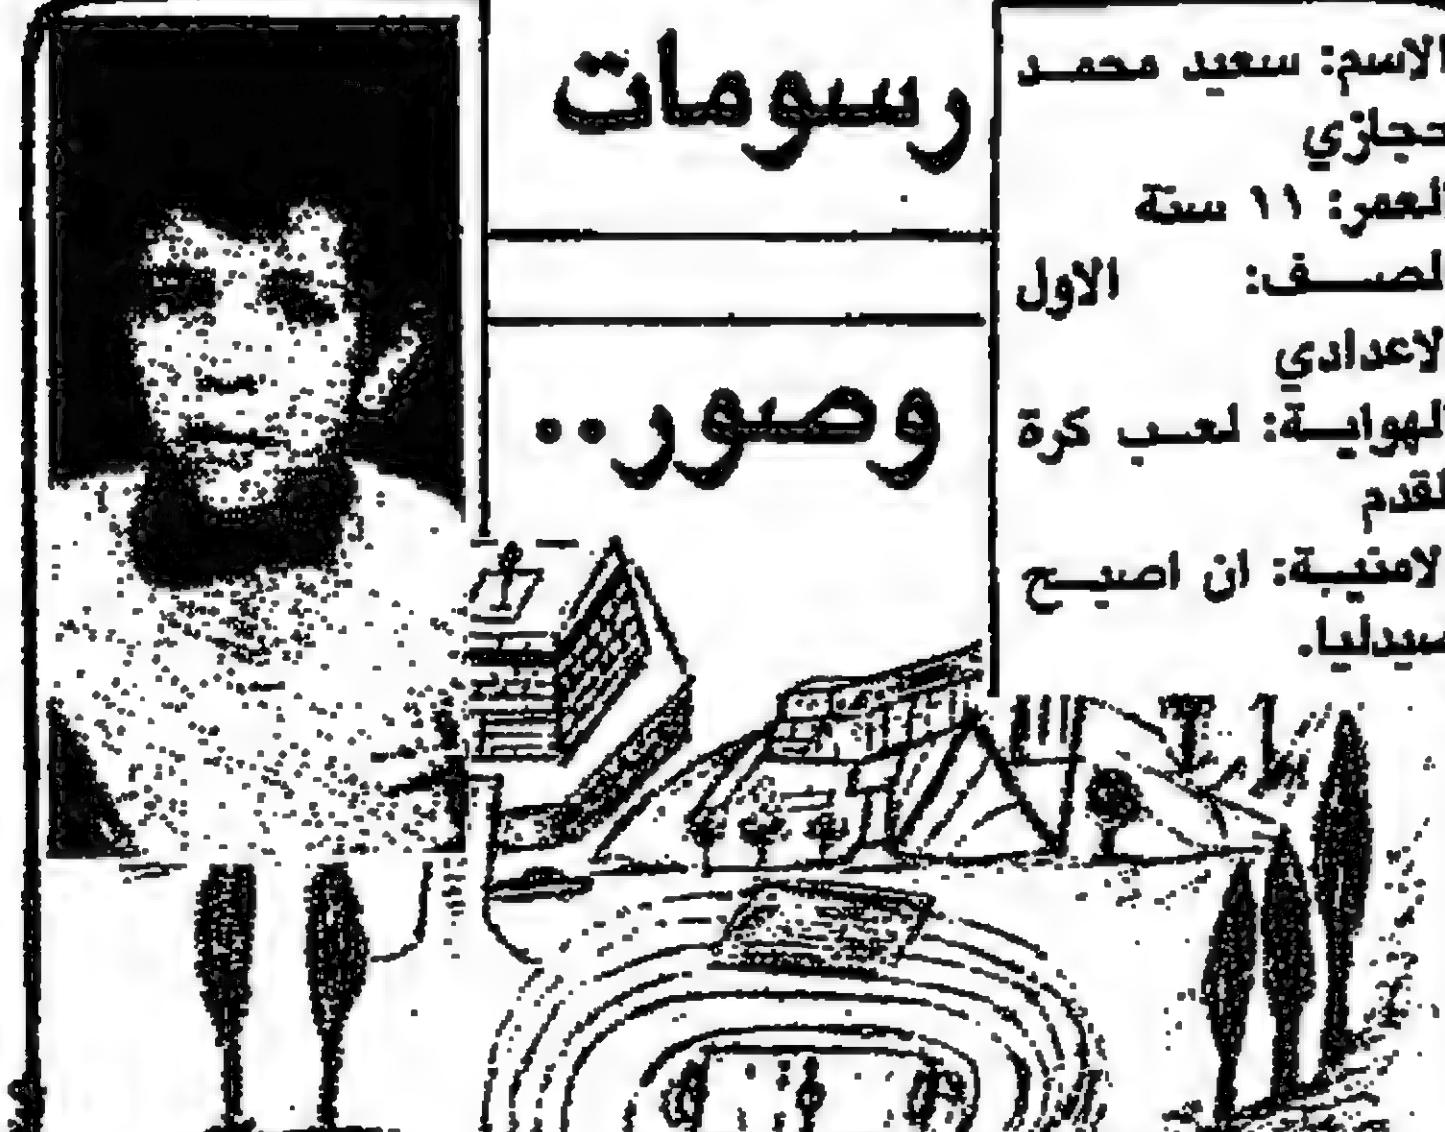 رسومات
وصور..
الاسم: سعيد محمد
حجازي
العمر: ١١ سنة
الصف: الاول
الاعدادي
الهواية: لعب كرة
القدم
الامنية: ان اصبح
صيدليا.